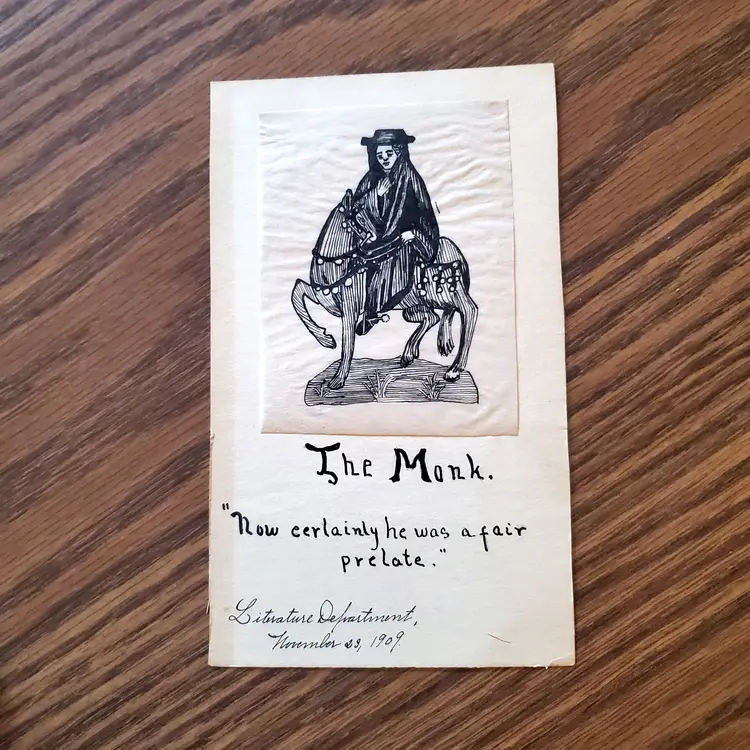 The Monk.
"Now certainly he was a fair
prelate."
Literature Department,
November 23, 1909.